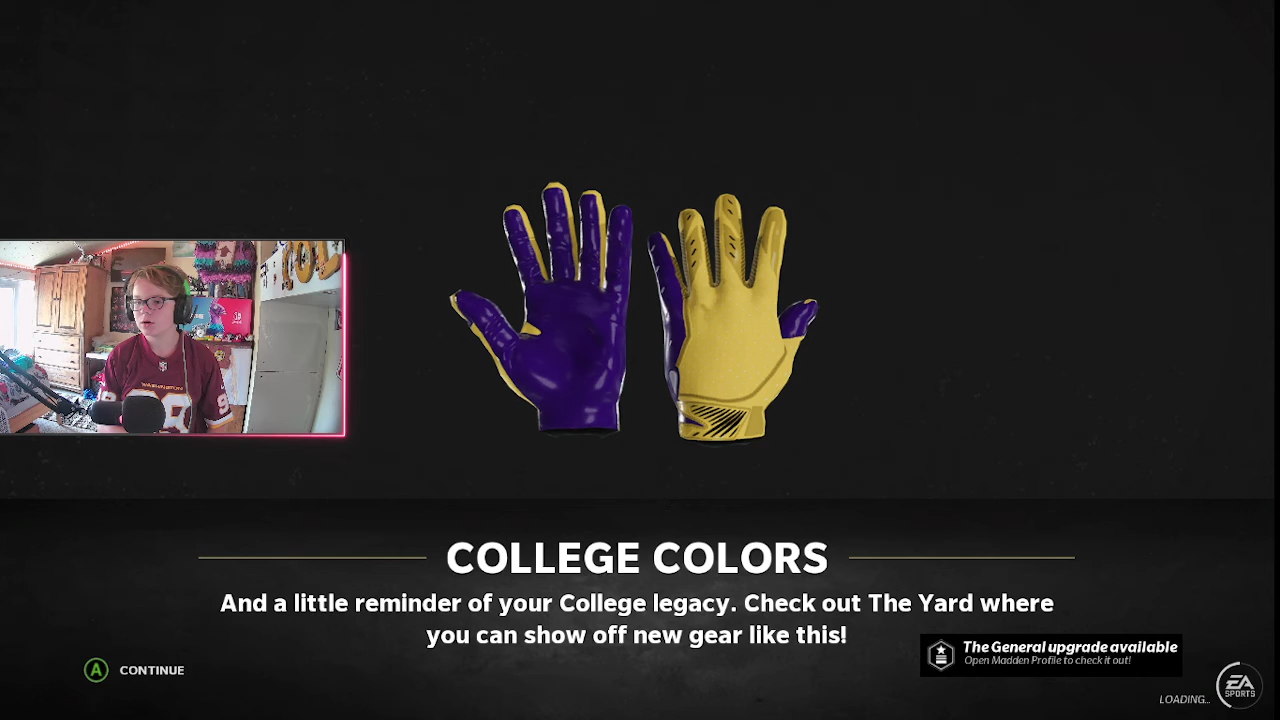 COLLEGE COLORS
And a little reminder of your College legacy. Check out The Yard where
you can show off new gear like this!
The General upgrade available
Open Madden Profile to check it out!
A CONTINUE
LOADING...
EA
SPORTS
WASHINGTON